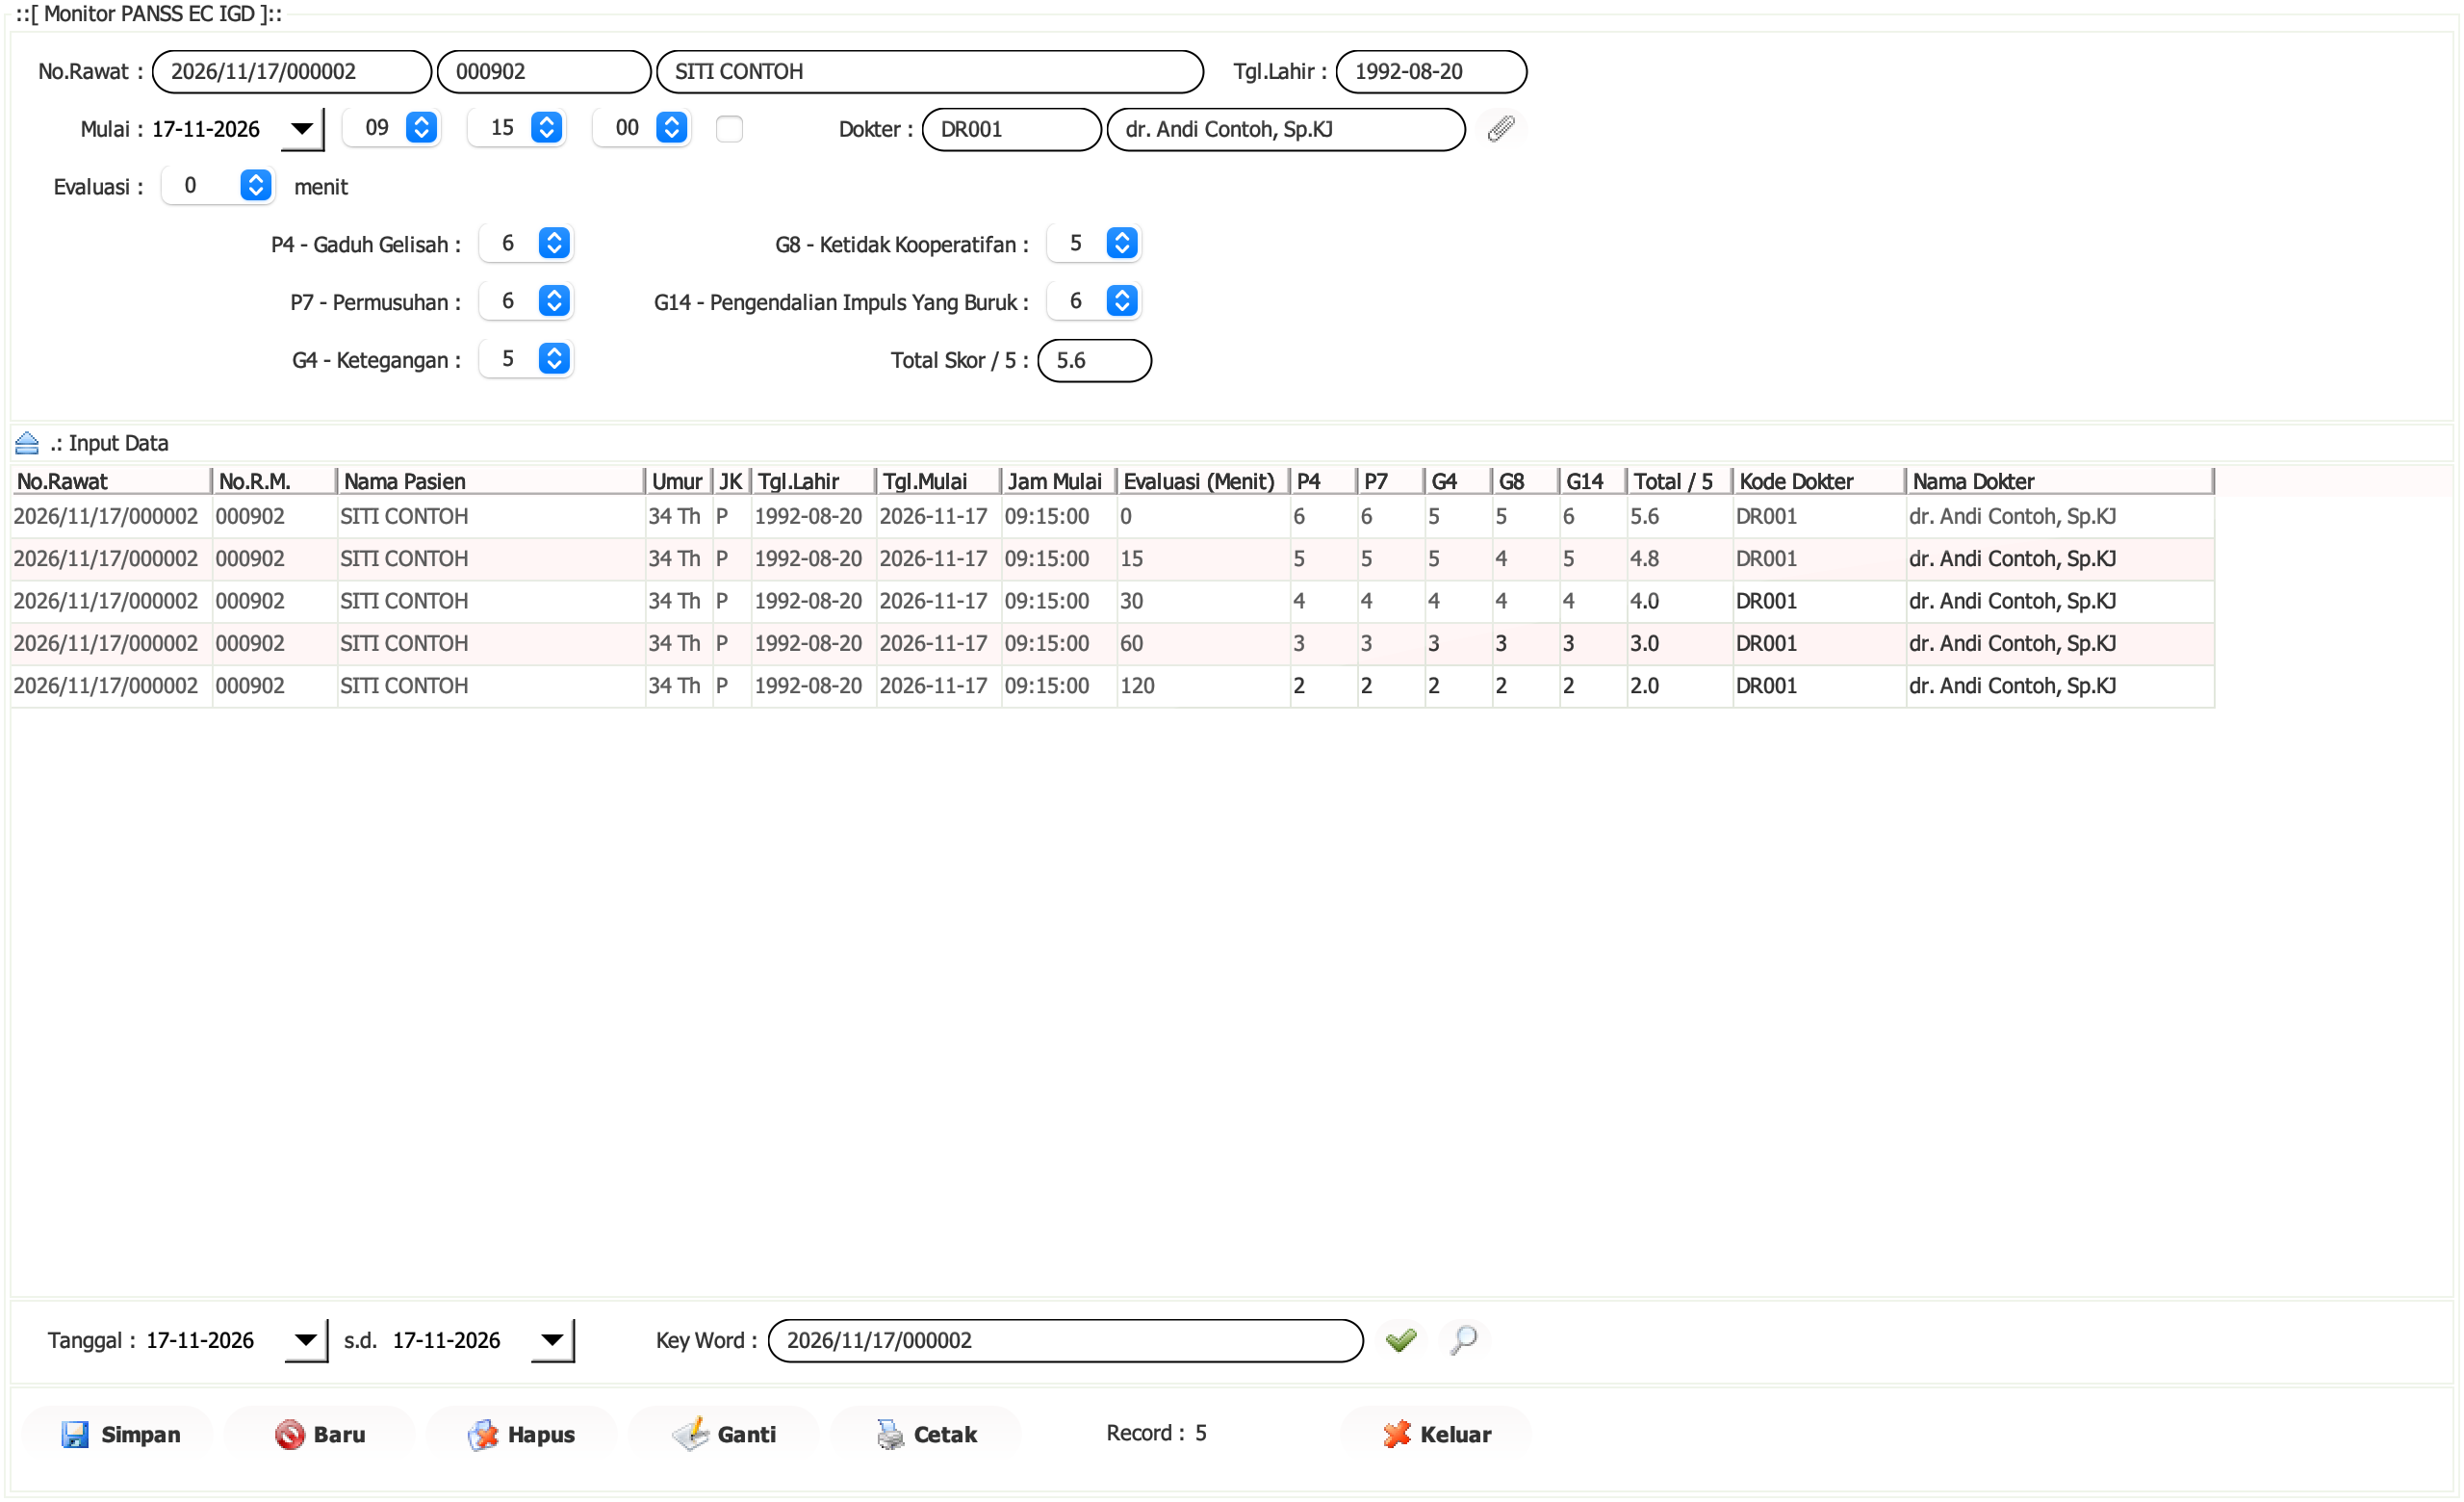 ::[ Monitor PANSS EC IGD ]::
No.Rawat : 2026/11/17/000002 000902 SITI CONTOH Tgl.Lahir : 1992-08-20
Mulai : 17-11-2026 09 15 00 Dokter : DR001 dr. Andi Contoh, Sp.KJ
Evaluasi : 0 menit
P4 - Gaduh Gelisah : 6 G8 - Ketidak Kooperatifan : 5
P7 - Permusuhan : 6 G14 - Pengendalian Impuls Yang Buruk : 6
G4 - Ketegangan : 5 Total Skor / 5 : 5.6
.: Input Data
No.Rawat No.R.M. Nama Pasien Umur JK Tgl.Lahir Tgl.Mulai Jam Mulai Evaluasi (Menit) P4 P7 G4 G8 G14 Total / 5 Kode Dokter Nama Dokter
2026/11/17/000002 000902 SITI CONTOH 34 Th P 1992-08-20 2026-11-17 09:15:00 0 6 6 5 5 6 5.6 DR001 dr. Andi Contoh, Sp.KJ
2026/11/17/000002 000902 SITI CONTOH 34 Th P 1992-08-20 2026-11-17 09:15:00 15 5 5 5 4 5 4.8 DR001 dr. Andi Contoh, Sp.KJ
2026/11/17/000002 000902 SITI CONTOH 34 Th P 1992-08-20 2026-11-17 09:15:00 30 4 4 4 4 4 4.0 DR001 dr. Andi Contoh, Sp.KJ
2026/11/17/000002 000902 SITI CONTOH 34 Th P 1992-08-20 2026-11-17 09:15:00 60 3 3 3 3 3 3.0 DR001 dr. Andi Contoh, Sp.KJ
2026/11/17/000002 000902 SITI CONTOH 34 Th P 1992-08-20 2026-11-17 09:15:00 120 2 2 2 2 2 2.0 DR001 dr. Andi Contoh, Sp.KJ
Tanggal : 17-11-2026 s.d. 17-11-2026 Key Word : 2026/11/17/000002
Simpan Baru Hapus Ganti Cetak Record : 5 Keluar